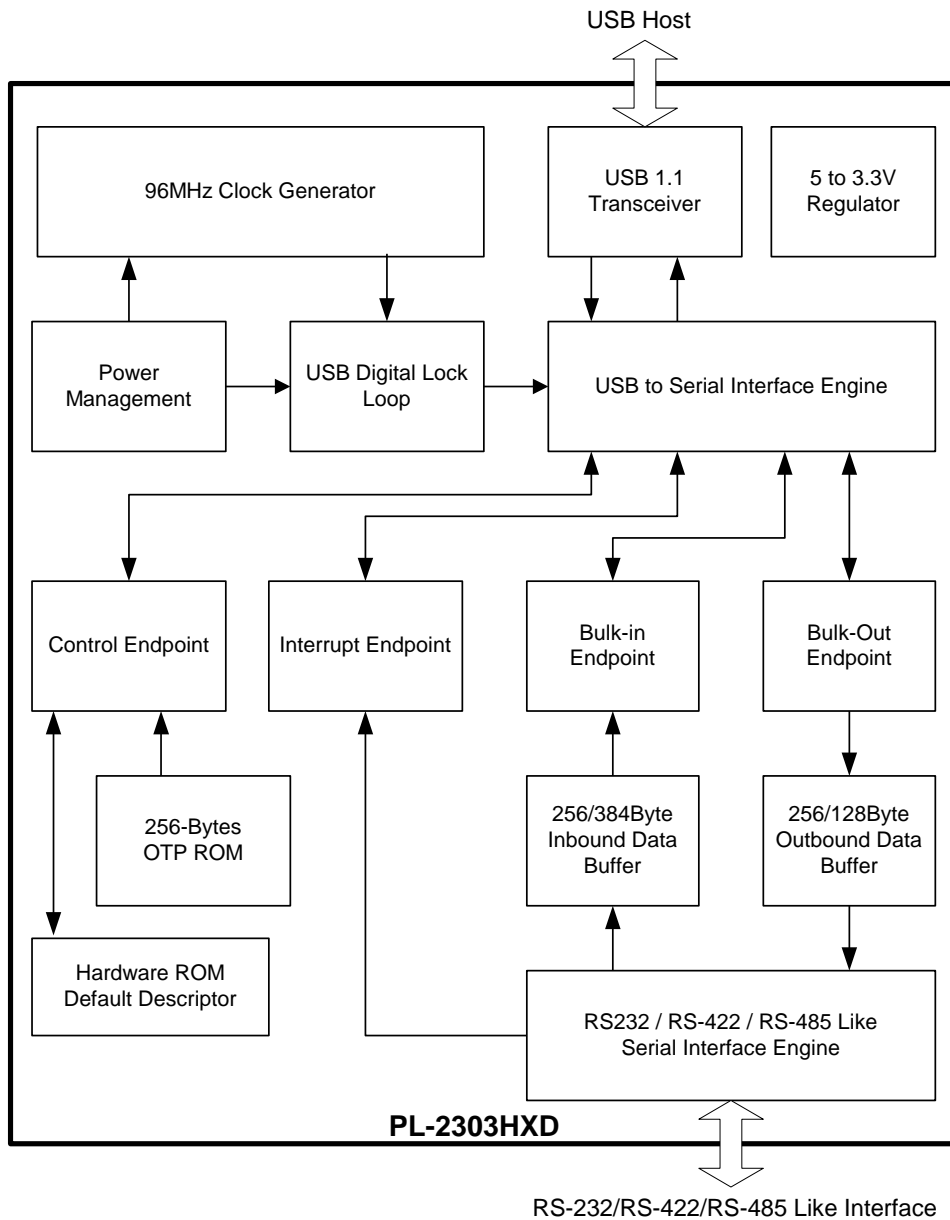 USB Host
96MHz Clock Generator
USB 1.1
Transceiver
5 to 3.3V
Regulator
Power
Management
USB Digital Lock
Loop
USB to Serial Interface Engine
Control Endpoint
Interrupt Endpoint
Bulk-in
Endpoint
Bulk-Out
Endpoint
256-Bytes
OTP ROM
256/384Byte
Inbound Data
Buffer
256/128Byte
Outbound Data
Buffer
Hardware ROM
Default Descriptor
RS232 / RS-422 / RS-485 Like
Serial Interface Engine
PL-2303HXD
RS-232/RS-422/RS-485 Like Interface